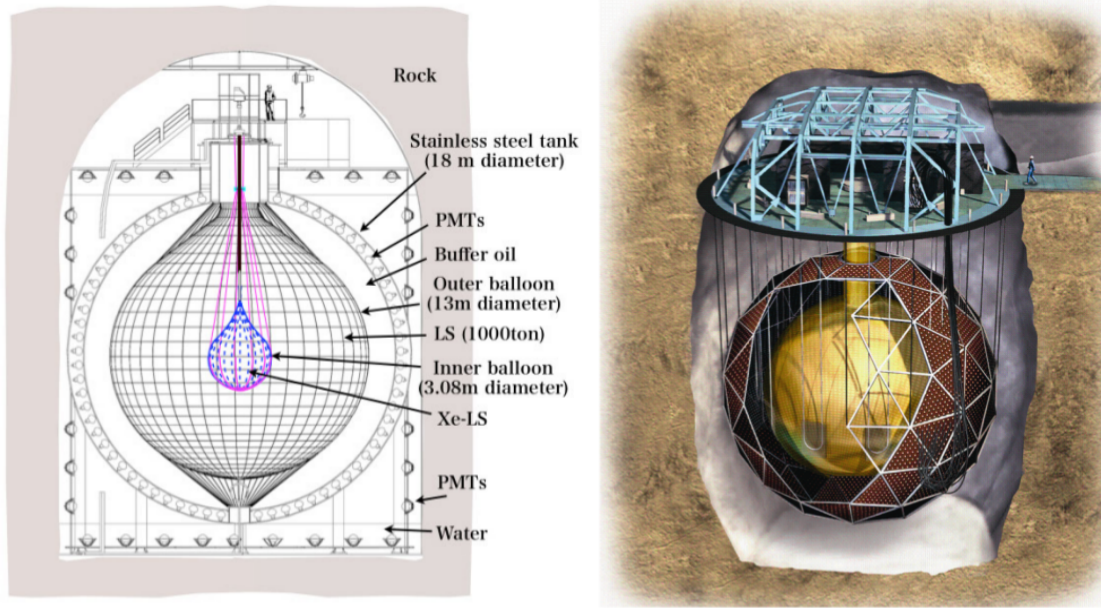 Rock
Stainless steel tank
(18 m diameter)
PMTs
Buffer oil
Outer balloon
(13m diameter)
LS (1000ton)
Inner balloon
(3.08m diameter)
Xe-LS
PMTs
Water